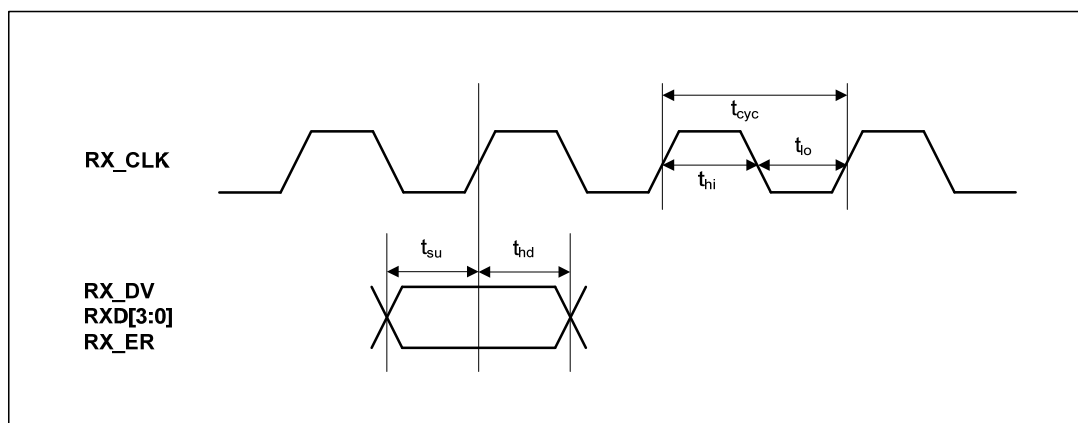 t_cyc
RX_CLK
t_hi
t_lo
t_su
t_hd
RX_DV
RXD[3:0]
RX_ER